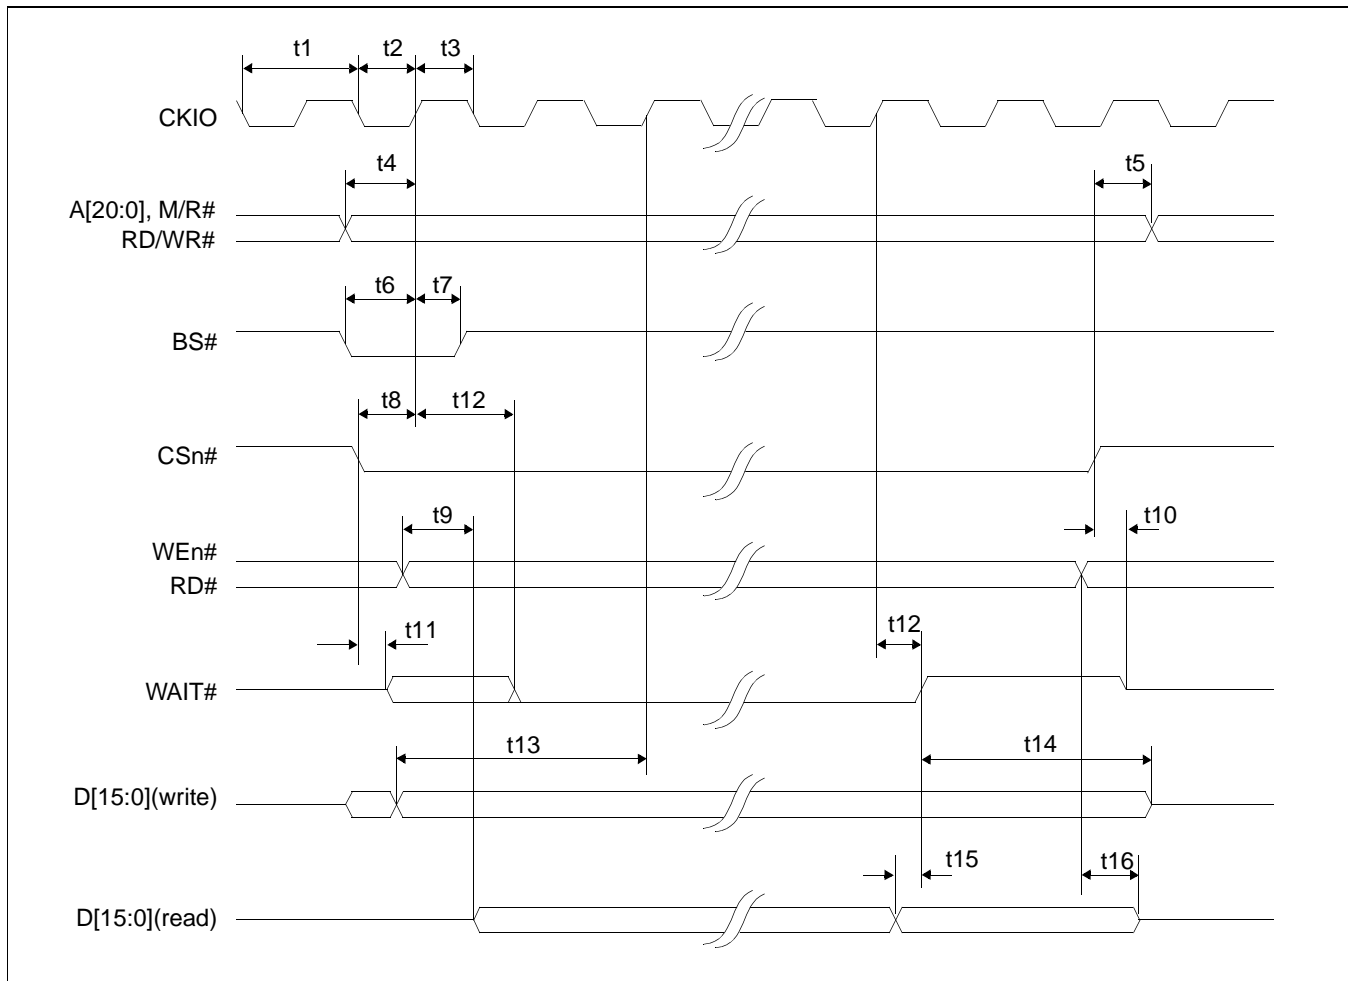 t1 t2 t3
CKIO
t4 t5
A[20:0], M/R#
RD/WR#
t6 t7
BS#
t8 t12
CSn#
t9 t10
WEn#
RD#
t11 t12
WAIT#
t13 t14
D[15:0](write)
t15 t16
D[15:0](read)